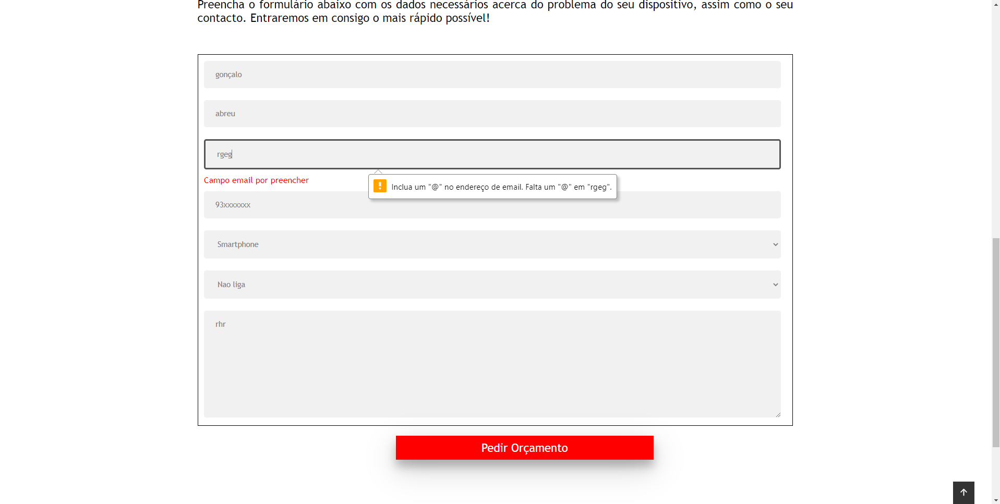 Preencha o formulário abaixo com os dados necessários acerca do problema do seu dispositivo, assim como o seu
contacto. Entraremos em consigo o mais rápido possível!
gonçalo
abreu
rgeg
Campo email por preencher
Inclua um "@" no endereço de email. Falta um "@" em "rgeg".
93xxxxxxx
Smartphone
Nao liga
rhr
Pedir Orçamento